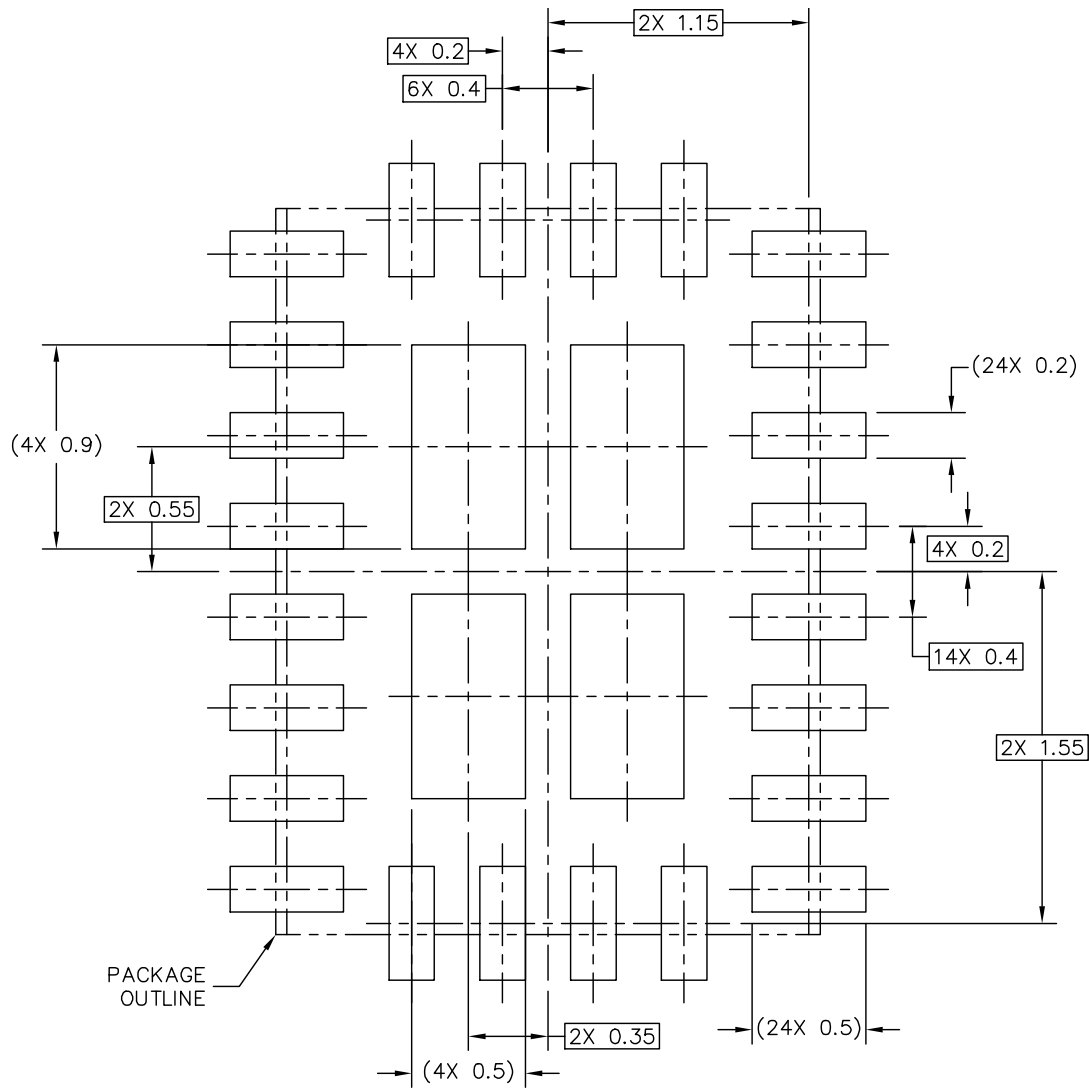 2X 1.15
4X 0.2
6X 0.4
(24X 0.2)
(4X 0.9)
2X 0.55
4X 0.2
14X 0.4
2X 1.55
PACKAGE
OUTLINE
(24X 0.5)
2X 0.35
(4X 0.5)